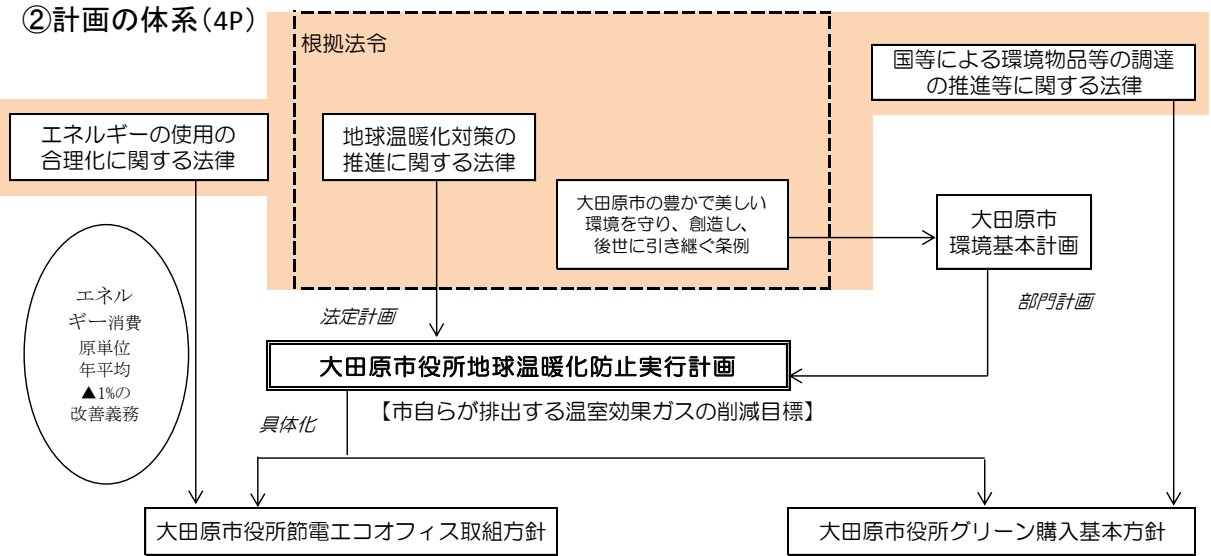 ②計画の体系(4P)
根拠法令
国等による環境物品等の調達
の推進等に関する法律
エネルギーの使用の
合理化に関する法律
地球温暖化対策の
推進に関する法律
大田原市の豊かで美しい
環境を守り、創造し、
後世に引き継ぐ条例
大田原市
環境基本計画
エネル
ギー消費
原単位
年平均
▲1%の
改善義務
法定計画
部門計画
大田原市役所地球温暖化防止実行計画
【市自らが排出する温室効果ガスの削減目標】
具体化
大田原市役所節電エコオフィス取組方針
大田原市役所グリーン購入基本方針